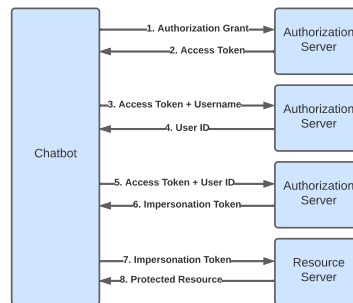 1. Authorization Grant
2. Access Token
Authorization
Server
3. Access Token + Username
4. User ID
Authorization
Server
Chatbot
5. Access Token + User ID
6. Impersonation Token
Authorization
Server
7. Impersonation Token
8. Protected Resource
Resource
Server